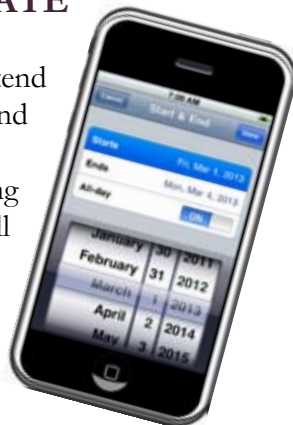 ATE
tend
nd
ng
ll
7:00 AM
Cancel
Start & End
Done
Starts
Fri, Mar 1, 2013
Ends
Mon, Mar 4, 2013
All-day
ON
January 30 2011
February 31 2012
March 1 2013
April 2 2014
May 3 2015